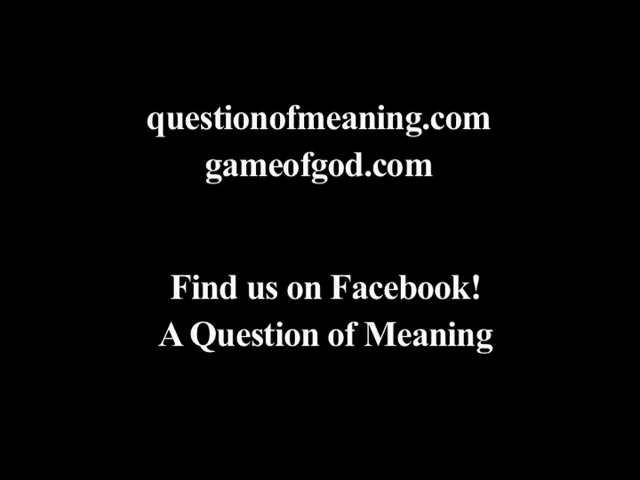 questionofmeaning.com
gameofgod.com
Find us on Facebook!
A Question of Meaning